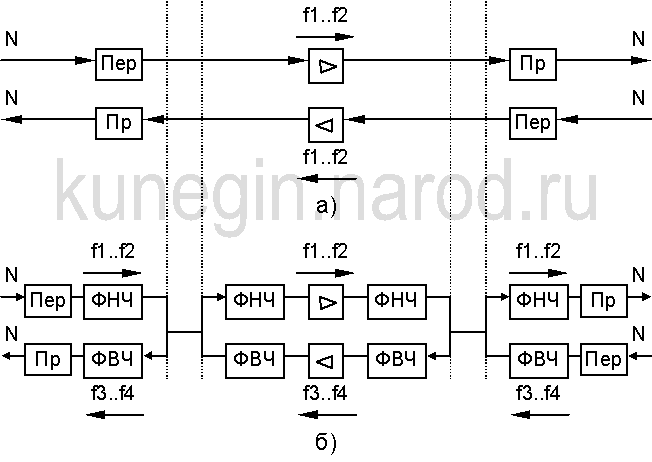 f1..f2
N N
Пер Пр
N N
Пр Пер
f1..f2
kunegin.narod.ru
а)
f1..f2 f1..f2 f1..f2
N N
Пер ФНЧ ФНЧ ФНЧ ФНЧ Пр
N N
Пр ФВЧ ФВЧ ФВЧ ФВЧ Пер
f3..f4 f3..f4 f3..f4
б)